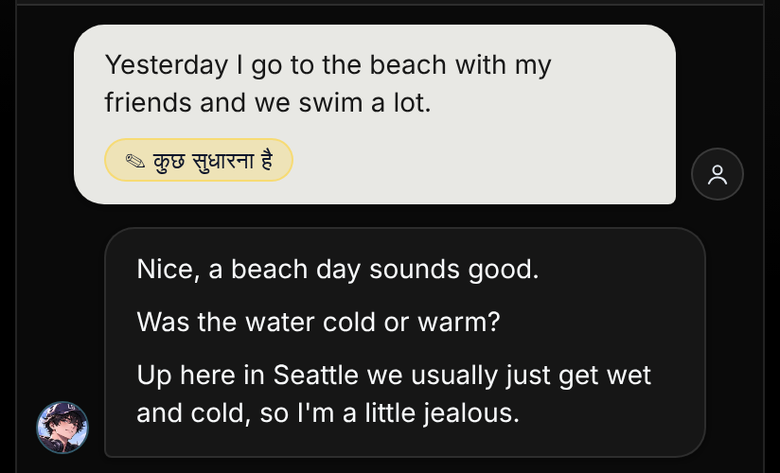 Yesterday I go to the beach with my
friends and we swim a lot.
✎ कुछ सुधारना है
Nice, a beach day sounds good.
Was the water cold or warm?
Up here in Seattle we usually just get wet
and cold, so I'm a little jealous.